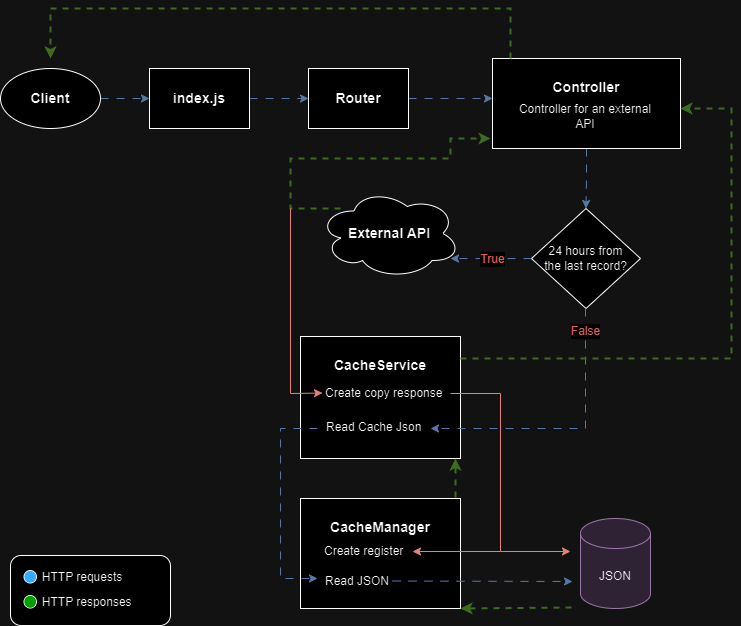 Client
index.js
Router
Controller
Controller for an external
API
External API
True
24 hours from
the last record?
False
CacheService
Create copy response
Read Cache Json
CacheManager
Create register
Read JSON
JSON
HTTP requests
HTTP responses